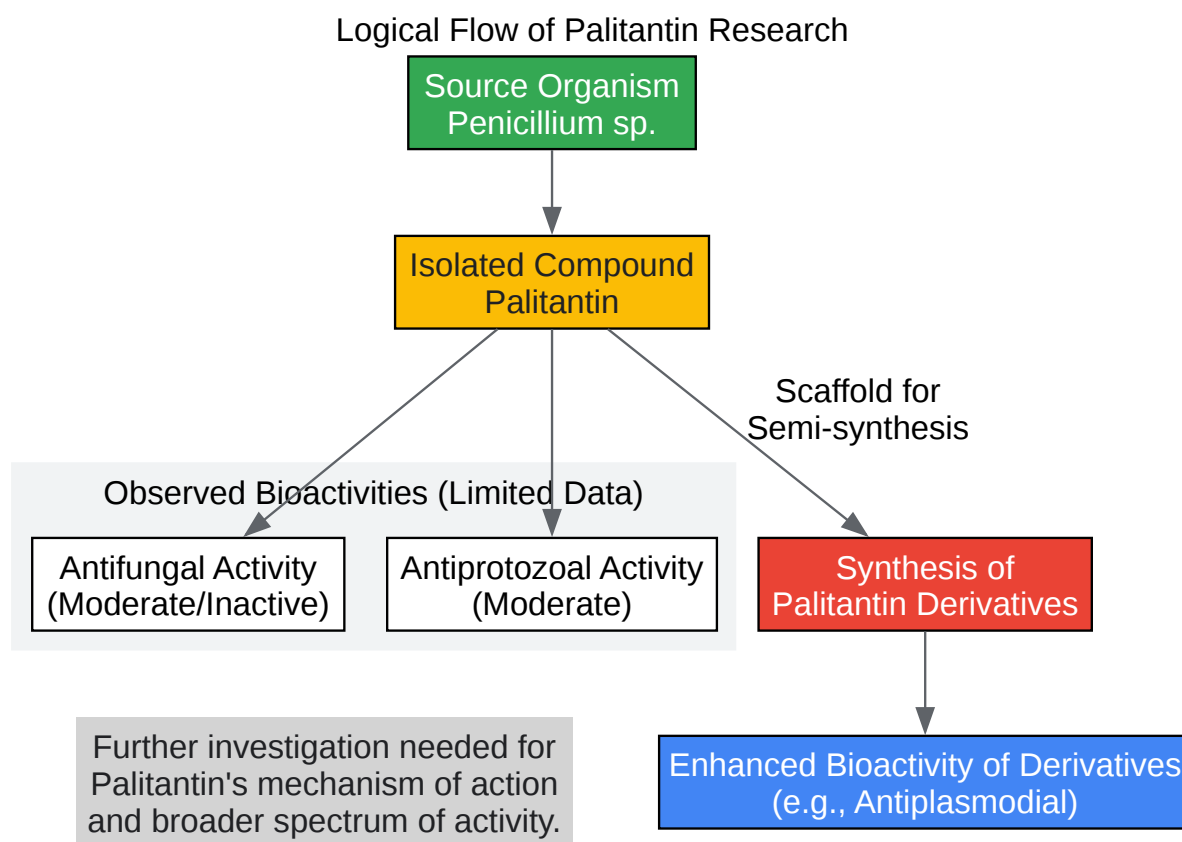 Logical Flow of Palitantin Research
Source Organism
Penicillium sp.
Isolated Compound
Palitantin
Scaffold for
Semi-synthesis
Observed Bioactivities (Limited Data)
Antifungal Activity
(Moderate/Inactive)
Antiprotozoal Activity
(Moderate)
Synthesis of
Palitantin Derivatives
Further investigation needed for
Palitantin's mechanism of action
and broader spectrum of activity.
Enhanced Bioactivity of Derivatives
(e.g., Antiplasmodial)